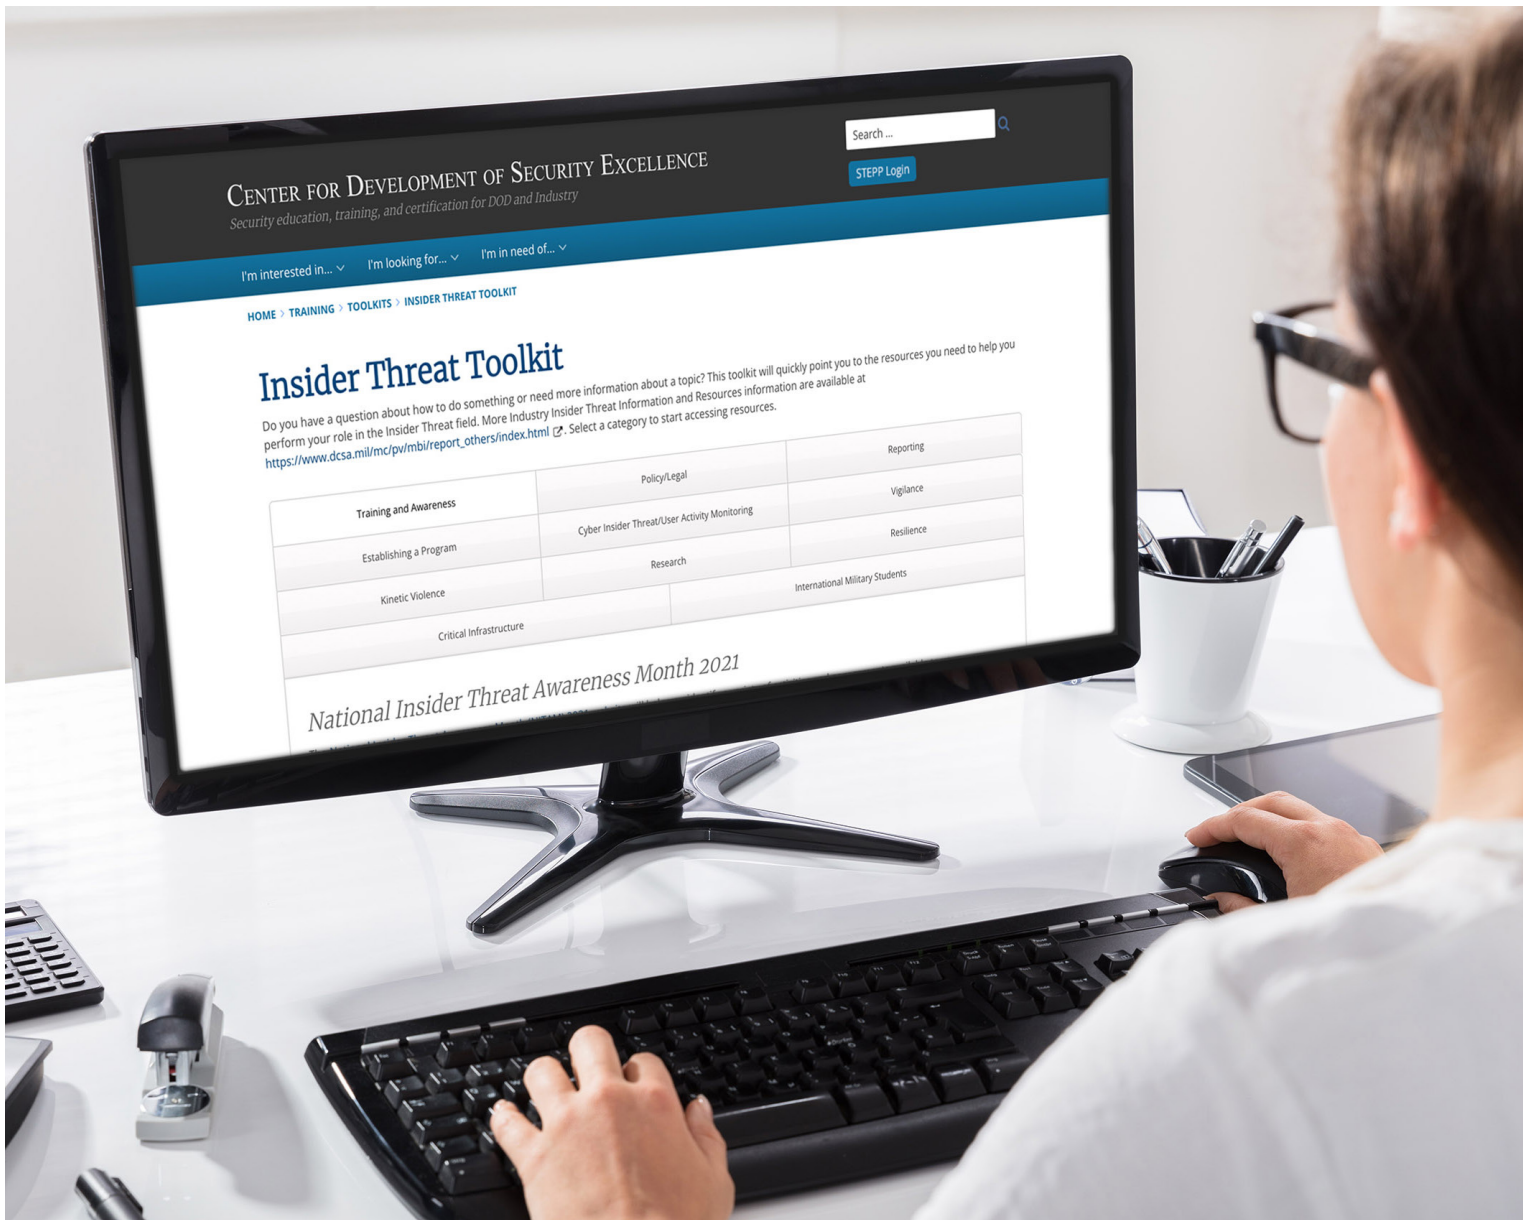 CENTER FOR DEVELOPMENT OF SECURITY EXCELLENCE
Security education, training, and certification for DOD and Industry
Search ...
STEPP Login
I'm interested in...
I'm looking for...
I'm in need of...
HOME > TRAINING > TOOLKITS > INSIDER THREAT TOOLKIT
Insider Threat Toolkit
Do you have a question about how to do something or need more information about a topic? This toolkit will quickly point you to the resources you need to help you
perform your role in the Insider Threat field. More Industry Insider Threat Information and Resources information are available at
https://www.dcsa.mil/mc/pv/mbi/report_others/index.html . Select a category to start accessing resources.
Training and Awareness
Policy/Legal
Reporting
Establishing a Program
Cyber Insider Threat/User Activity Monitoring
Vigilance
Kinetic Violence
Research
Resilience
Critical Infrastructure
International Military Students
National Insider Threat Awareness Month 2021